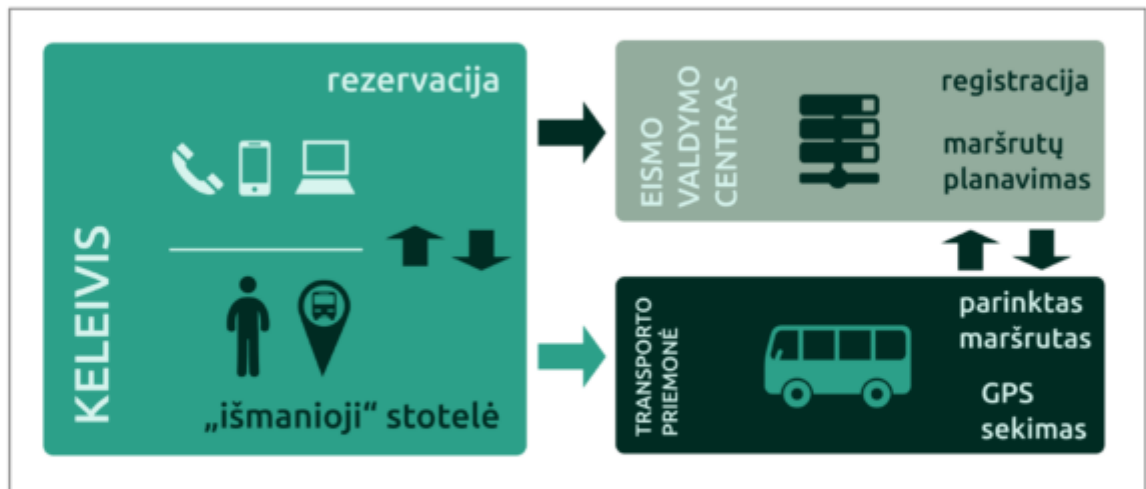 KELEIVIS
rezervacija
„išmanioji“ stotelė
EISMO
VALDYMO
CENTRAS
registracija
maršrutų
planavimas
TRANSPORTO
PRIEMONĖ
parinktas
maršrutas
GPS
sekimas